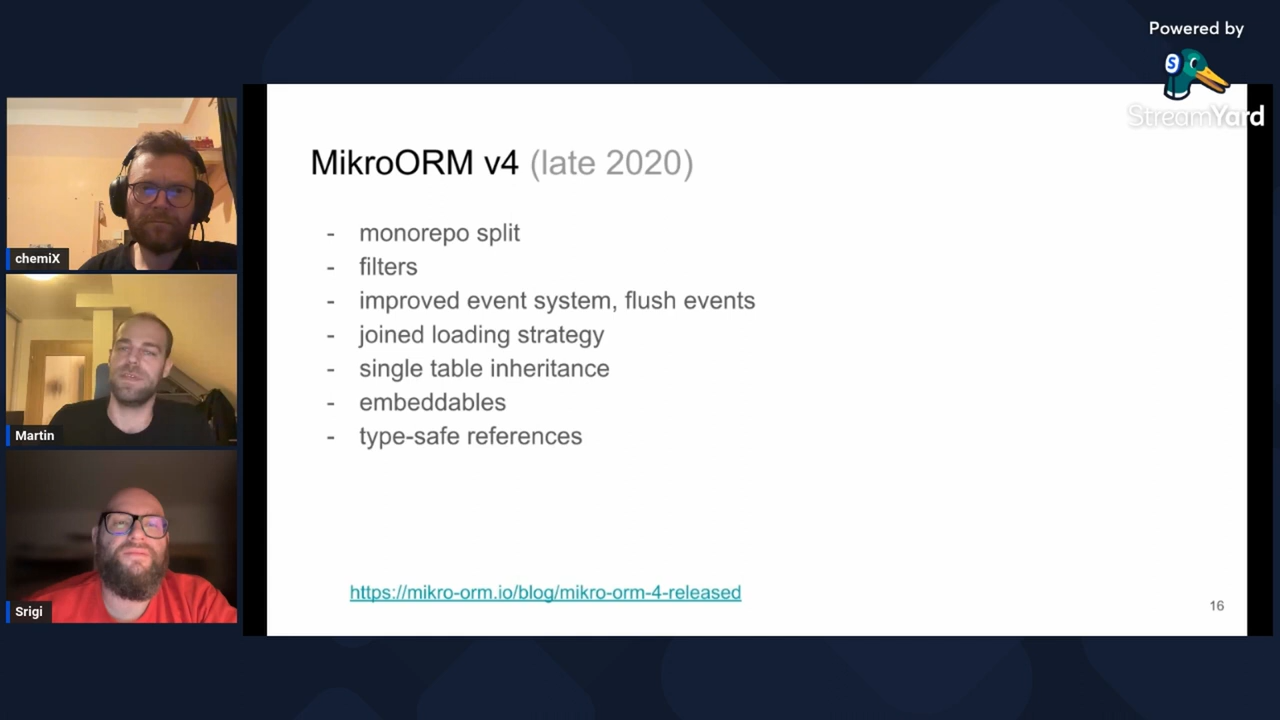 Powered by
S
StreamYard
chemiX
Martin
Srigi
MikroORM v4 (late 2020)
- monorepo split
- filters
- improved event system, flush events
- joined loading strategy
- single table inheritance
- embeddables
- type-safe references
https://mikro-orm.io/blog/mikro-orm-4-released
16